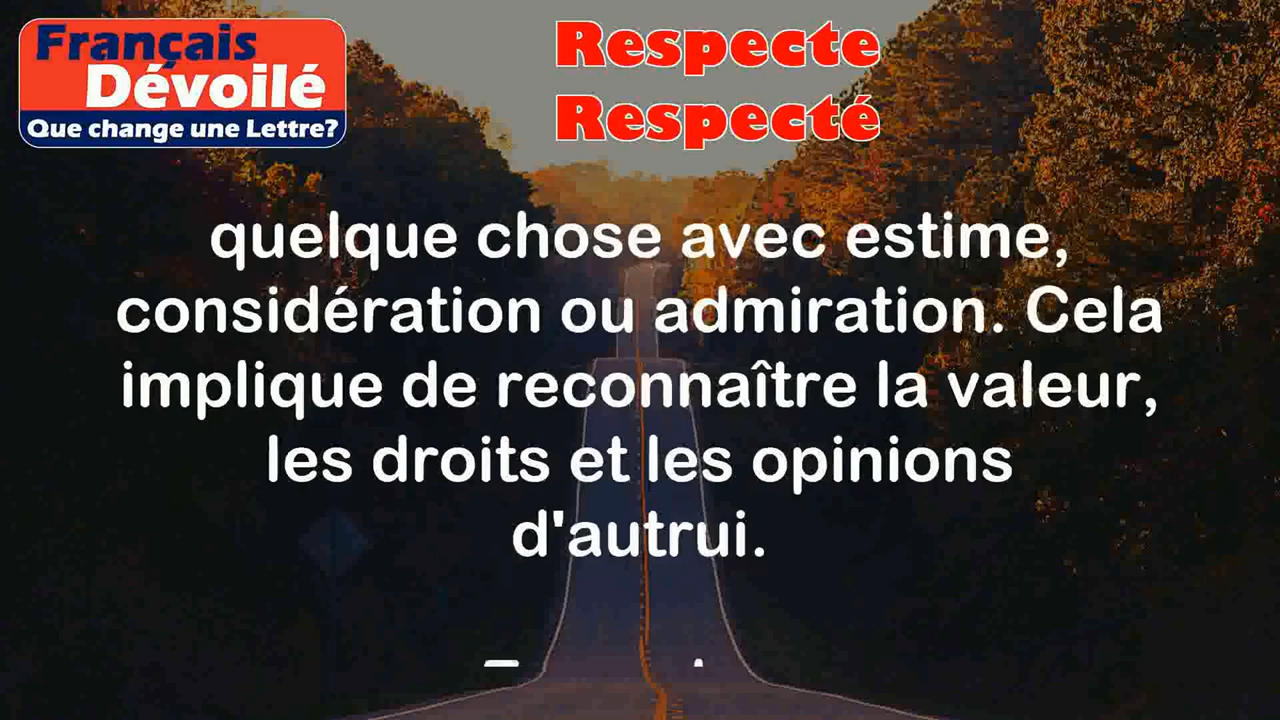 Français
Dévoilé
Que change une Lettre?
Respecte
Respecté
quelque chose avec estime,
considération ou admiration. Cela
implique de reconnaître la valeur,
les droits et les opinions
d'autrui.